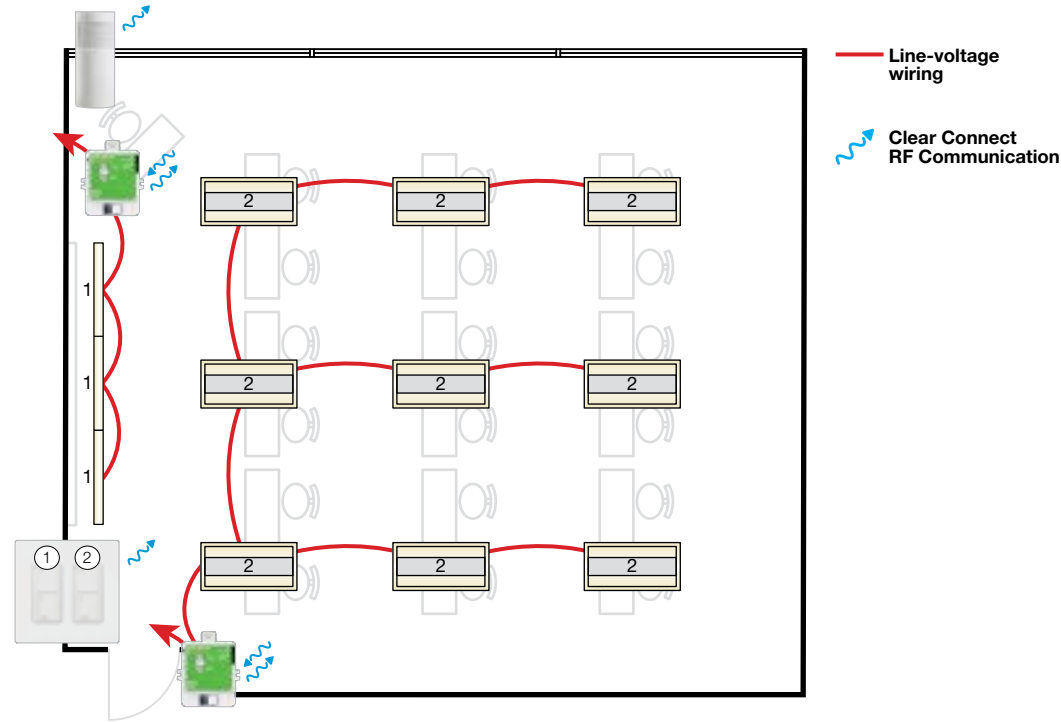 Line-voltage
wiring
Clear Connect
RF Communication
2 2 2
1
1
2 2 2
1
1 2
2 2 2